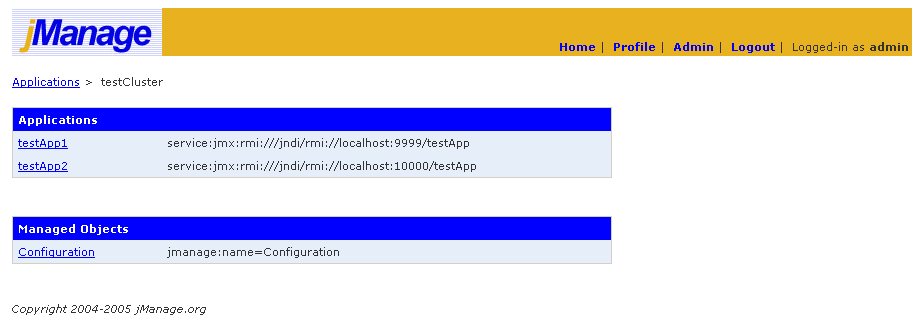 jManage
Home | Profile | Admin | Logout | Logged-in as admin
Applications > testCluster
Applications
testApp1 service:jmx:rmi:///jndi/rmi://localhost:9999/testApp
testApp2 service:jmx:rmi:///jndi/rmi://localhost:10000/testApp
Managed Objects
Configuration jmanage:name=Configuration
Copyright 2004-2005 jManage.org